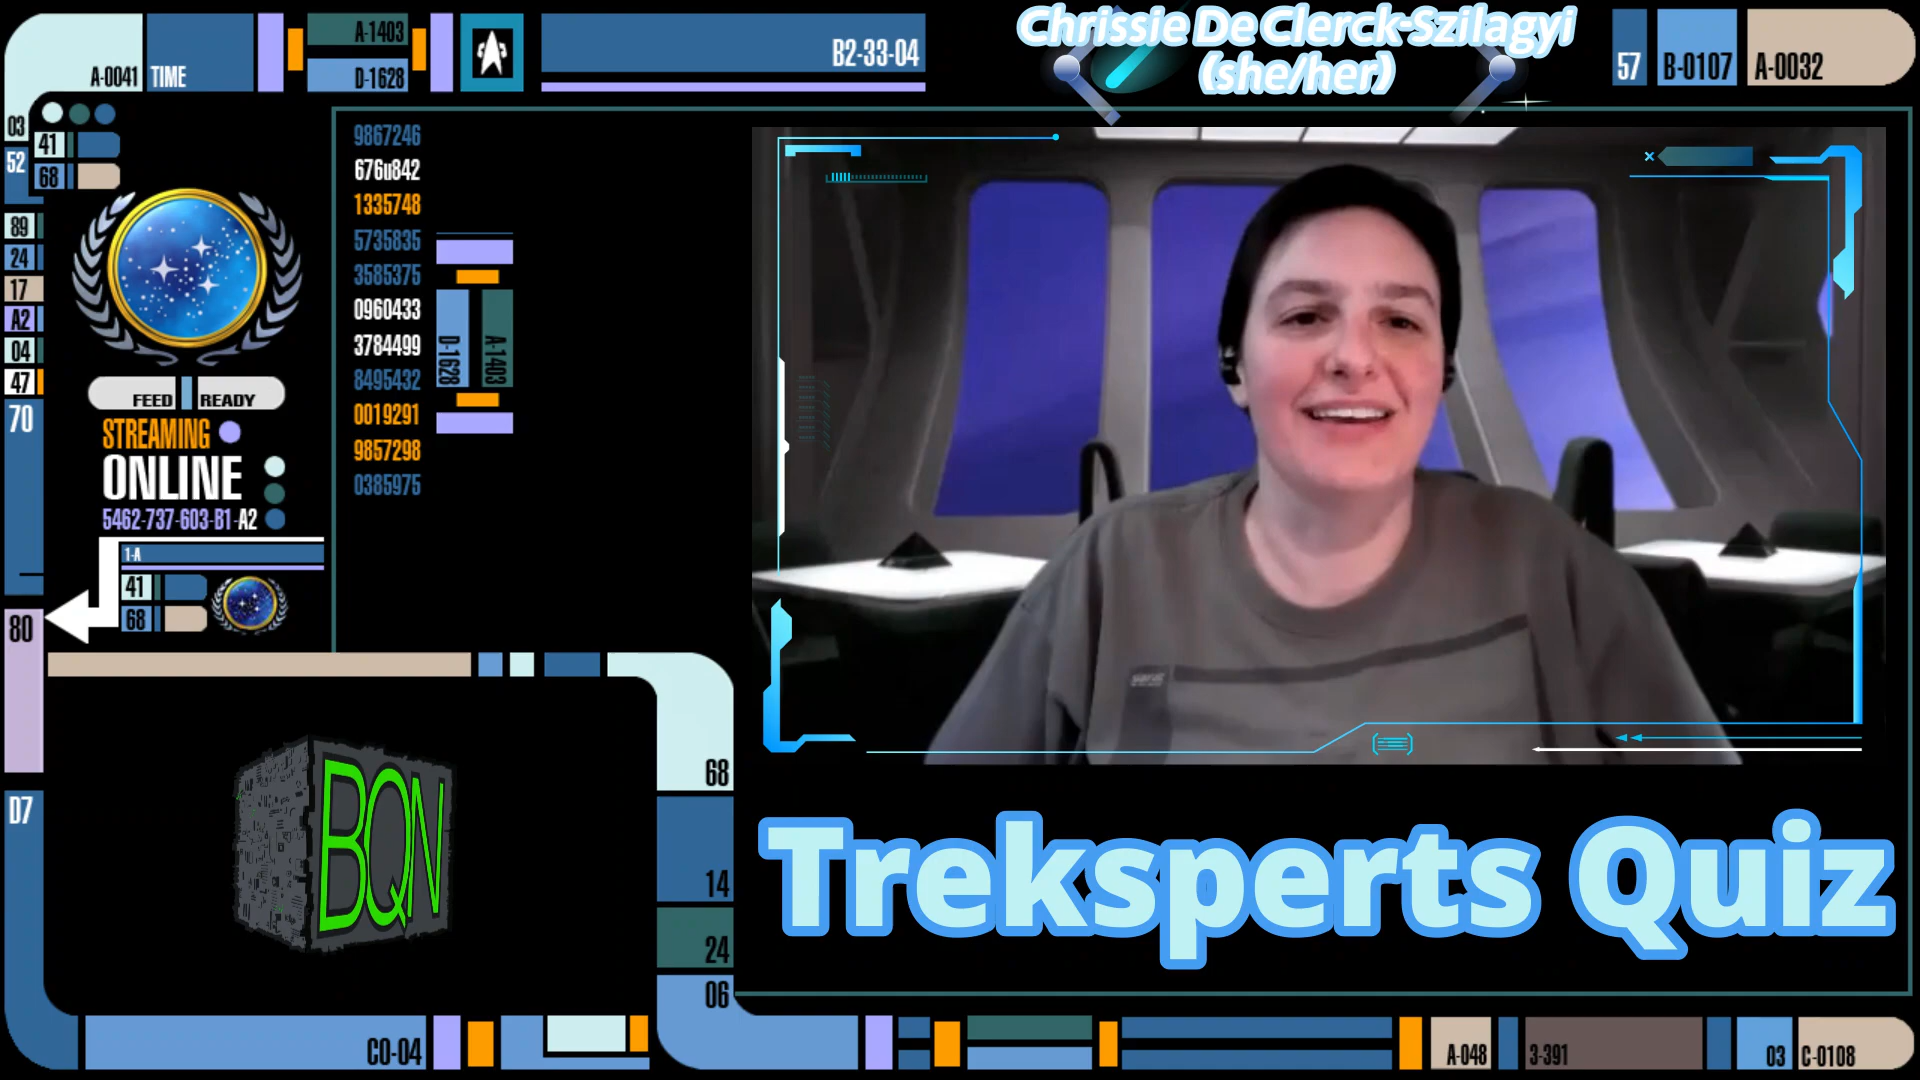 A-0041
TIME
A-1403
D-1628
B2-33-04
Chrissie De Clerck-Szilagyi
(she/her)
57
B-0107
A-0032
03
41
52
68
89
24
17
A2
04
47
70
80
D7
FEED
READY
STREAMING
ONLINE
5462-737-603-B1-A2
1-A
41
68
9867246
676u842
1335748
5735835
3585375
0960433
3784499
8495432
0019291
9857298
0385975
D-1628
A-1403
BQN
68
14
24
06
Treksperts Quiz
CO-04
A-048
3-391
03
C-0108